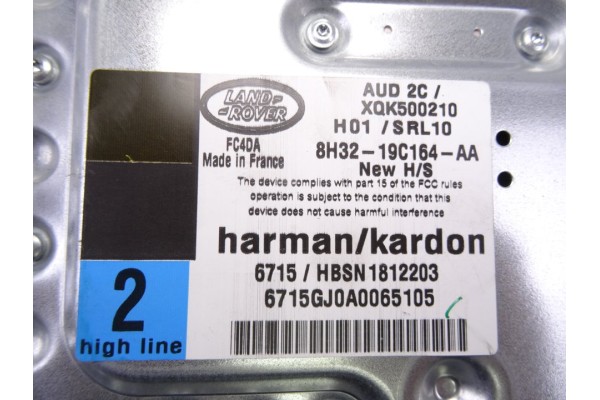 LAND-
-ROVER
FC4DA
Made in France
AUD 2C /
XQK500210
H01 / SRL10
8H32-19C164-AA
New H/S
The device complies with part 15 of the FCC rules
operation is subject to the condition that this
device does not cause harmful interference
harman/kardon
6715 / HBSN1812203
6715GJ0A0065105
2
high line